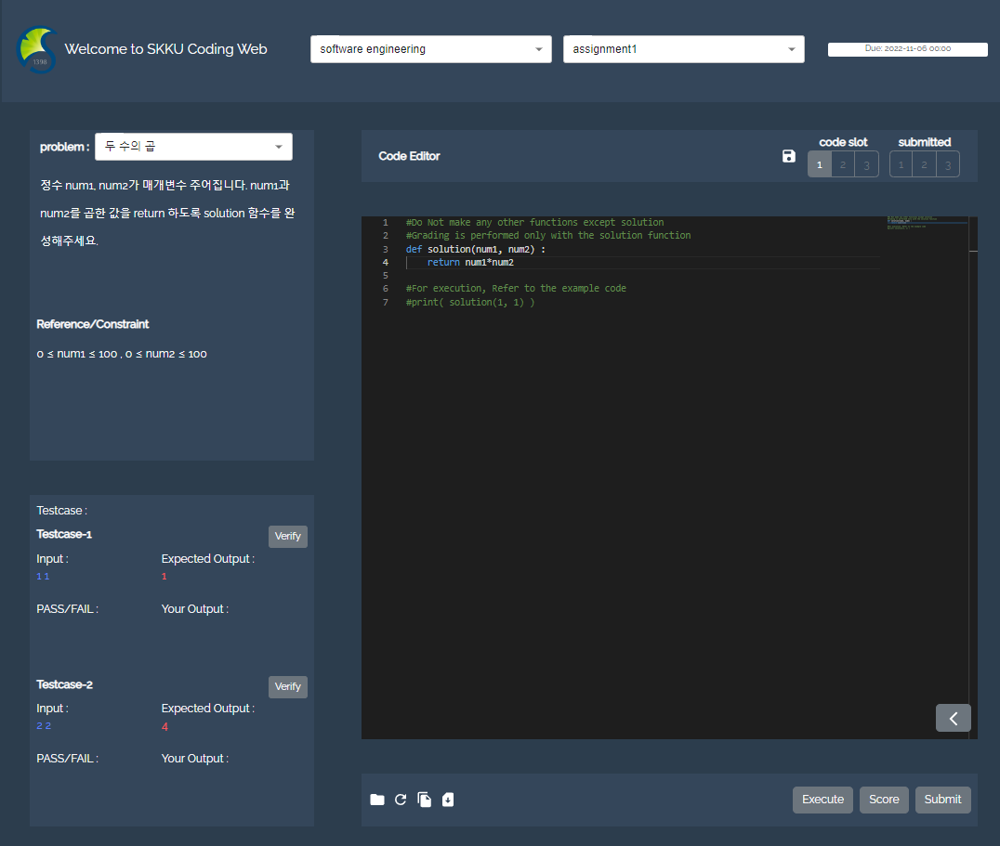 Welcome to SKKU Coding Web
1398
software engineering
assignment1
Due: 2022-11-06 00:00
problem :
두 수의 곱
정수 num1, num2가 매개변수 주어집니다. num1과
num2를 곱한 값을 return 하도록 solution 함수를 완
성해주세요.
Reference/Constraint
0 ≤ num1 ≤ 100 , 0 ≤ num2 ≤ 100
Testcase :
Testcase-1
Verify
Input :
Expected Output :
1 1
1
PASS/FAIL :
Your Output :
Testcase-2
Verify
Input :
Expected Output :
2 2
4
PASS/FAIL :
Your Output :
Code Editor
code slot
1 2 3
submitted
1 2 3
1 #Do Not make any other functions except solution
2 #Grading is performed only with the solution function
3 def solution(num1, num2) :
4 return num1*num2
5
6 #For execution, Refer to the example code
7 #print( solution(1, 1) )
Execute
Score
Submit